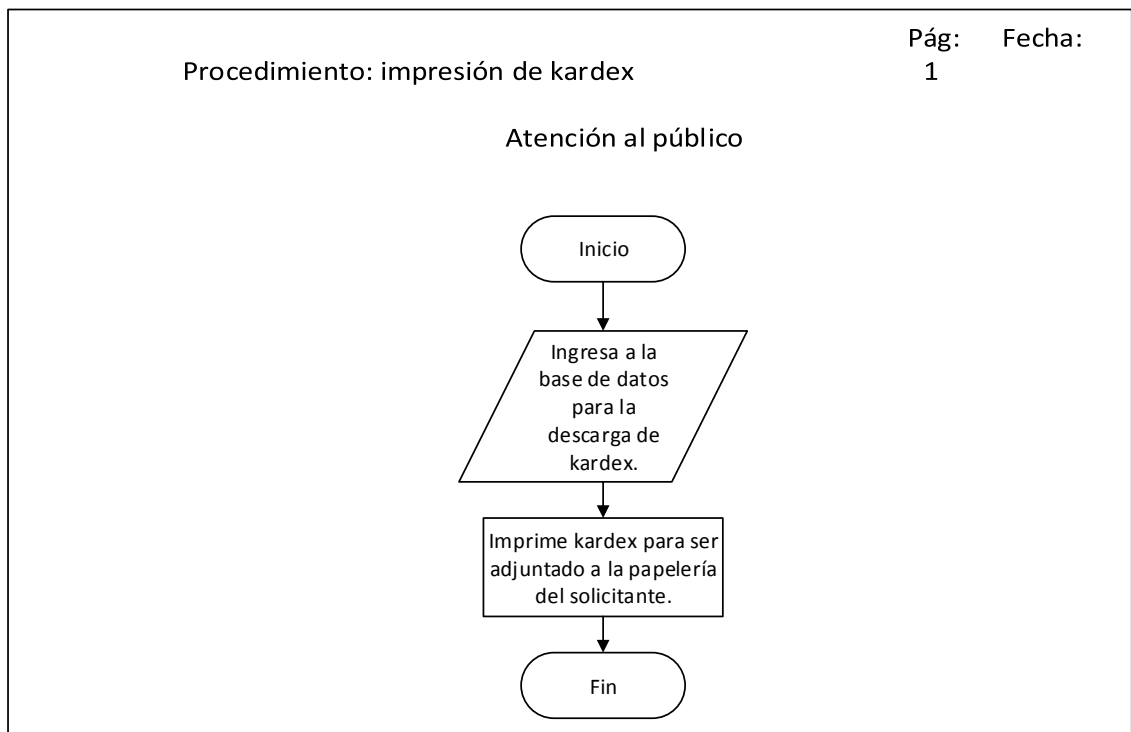 Pág: Fecha:
Procedimiento: impresión de kardex 1
Atención al público
Inicio
Ingresa a la
base de datos
para la
descarga de
kardex.
Imprime kardex para ser
adjuntado a la papelería
del solicitante.
Fin